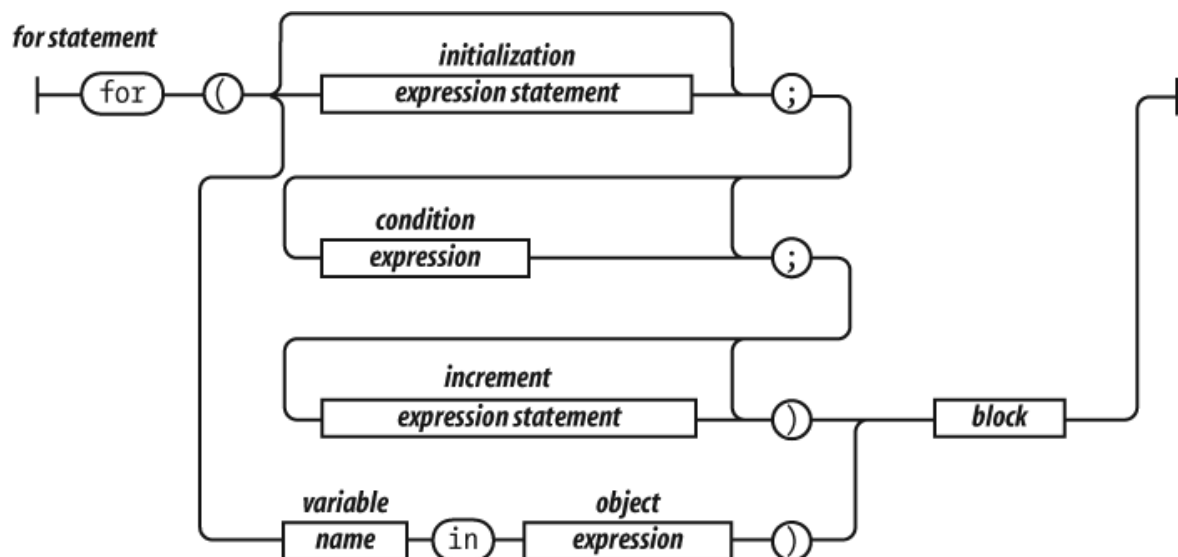 for statement
initialization
for ( expression statement ;
condition
expression ;
increment
expression statement ) block
variable object
name in expression )